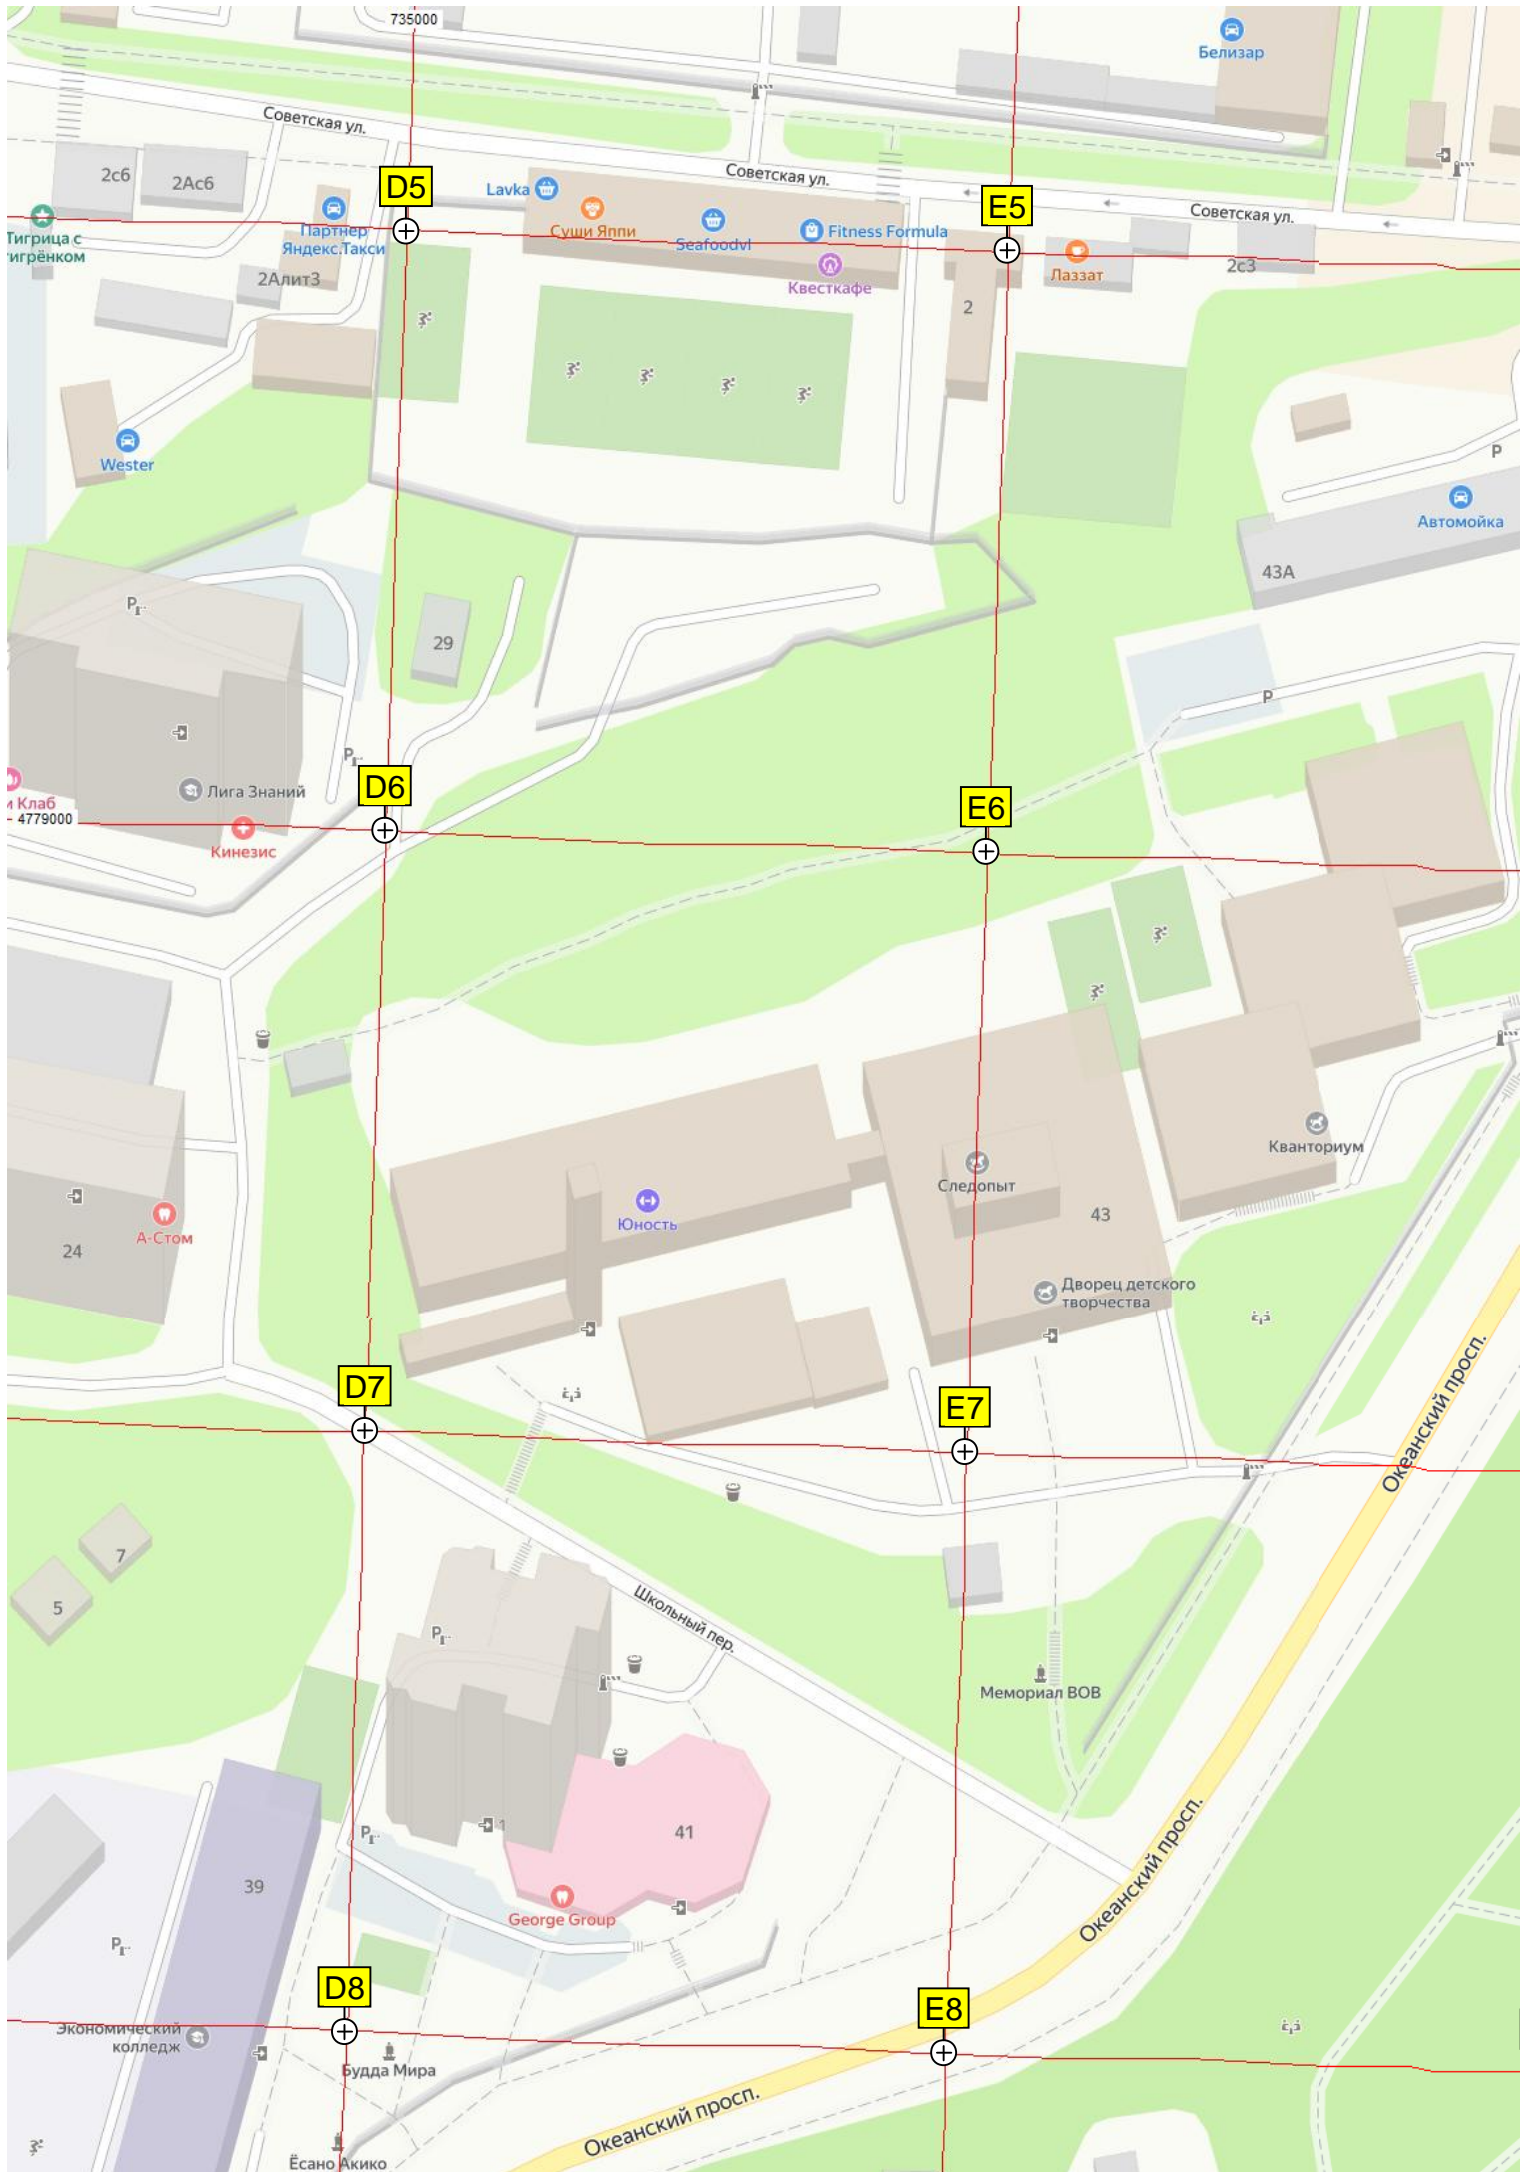 735000
Белизар
Советская ул.
2с6
2Ас6
D5
Lavka
Советская ул.
E5
Советская ул.
Тигрица с
игрёнком
Партнер
Яндекс.Такси
Суши Яппи
Seafoodvl
Fitness Formula
Лаззат
2с3
2Алит3
Квесткафе
2
Wester
P
Автомойка
43А
P
29
P
P
D6
Лига Знаний
E6
Клаб
4779000
Кинезис
Кванториум
Следопыт
Юность
43
А-Стом
24
Дворец детского
творчества
D7
E7
Океанский просп.
7
5
Школьный пер.
P
Мемориал ВОВ
P
41
39
Океанский просп.
George Group
P
D8
E8
Экономический
колледж
Будда Мира
Океанский просп.
Ёсано Акико